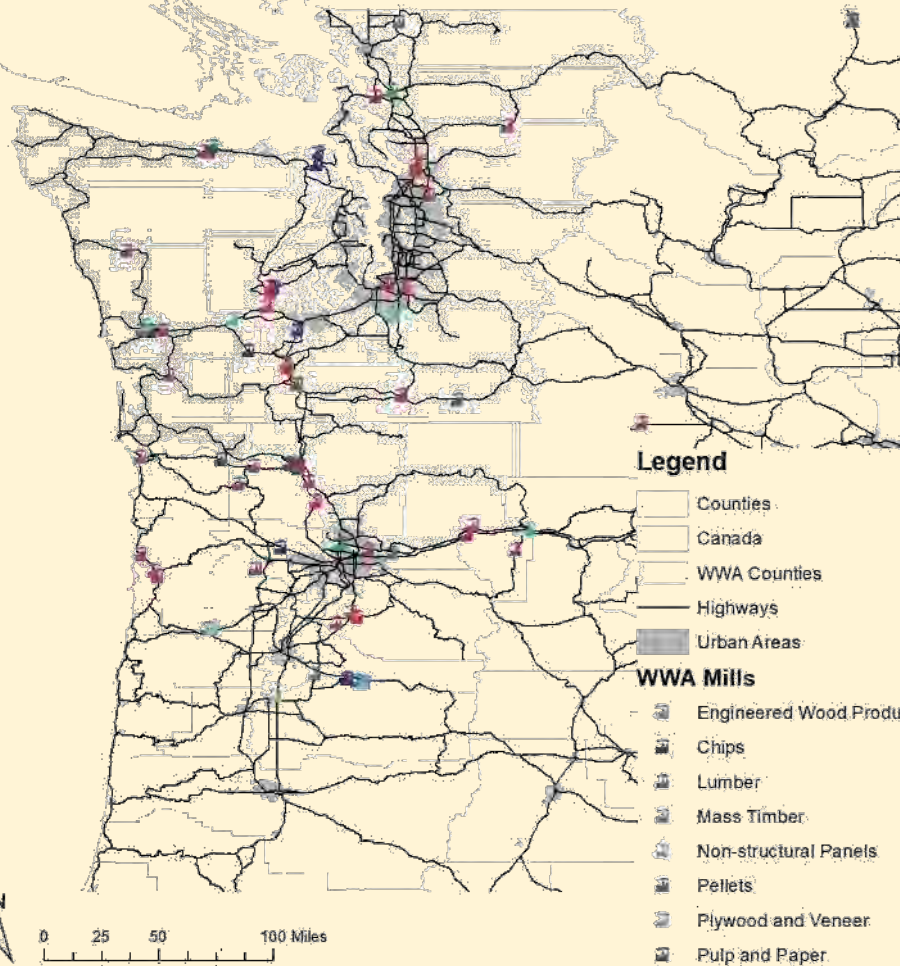 Legend
Counties
Canada
WWA Counties
Highways
Urban Areas
WWA Mills
Engineered Wood Produ
Chips
Lumber
Mass Timber
Non-structural Panels
Pellets
Plywood and Veneer
Pulp and Paper
N
0 25 50 100 Miles